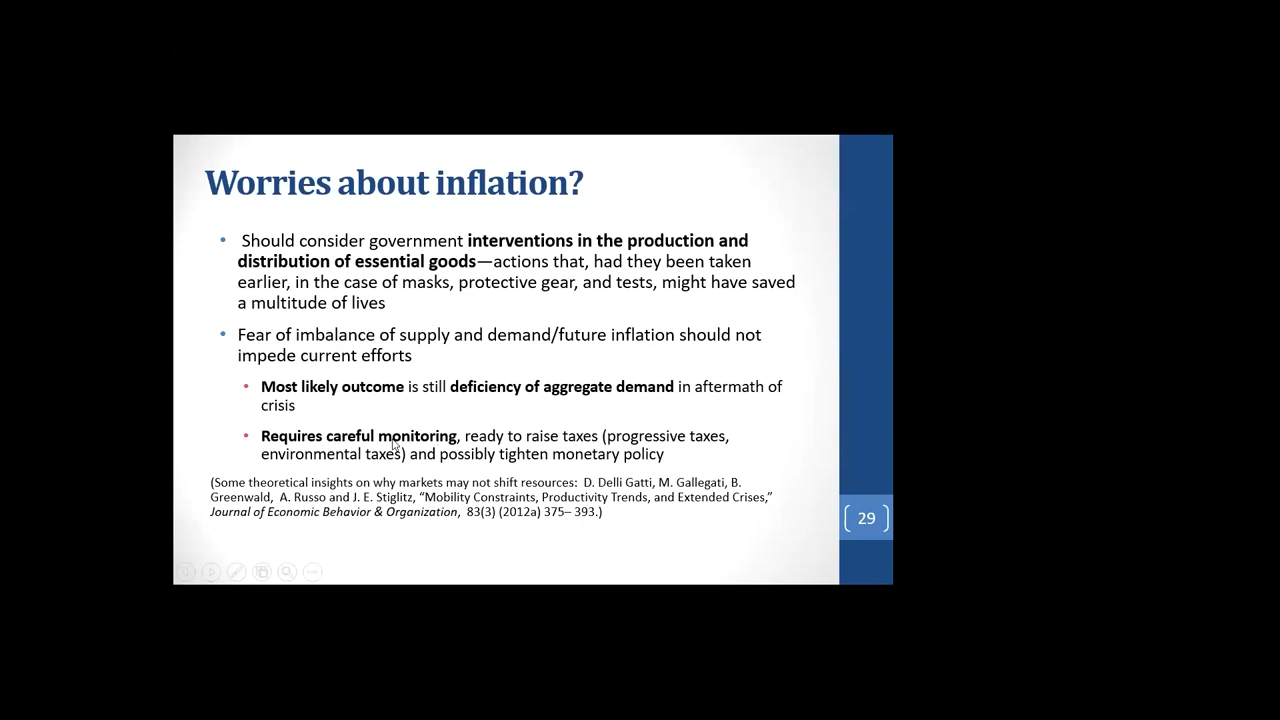 Worries about inflation?
• Should consider government interventions in the production and
distribution of essential goods—actions that, had they been taken
earlier, in the case of masks, protective gear, and tests, might have saved
a multitude of lives
• Fear of imbalance of supply and demand/future inflation should not
impede current efforts
• Most likely outcome is still deficiency of aggregate demand in aftermath of
crisis
• Requires careful monitoring, ready to raise taxes (progressive taxes,
environmental taxes) and possibly tighten monetary policy
(Some theoretical insights on why markets may not shift resources: D. Delli Gatti, M. Gallegati, B.
Greenwald, A. Russo and J. E. Stiglitz, “Mobility Constraints, Productivity Trends, and Extended Crises,”
Journal of Economic Behavior & Organization, 83(3) (2012a) 375– 393.)
29